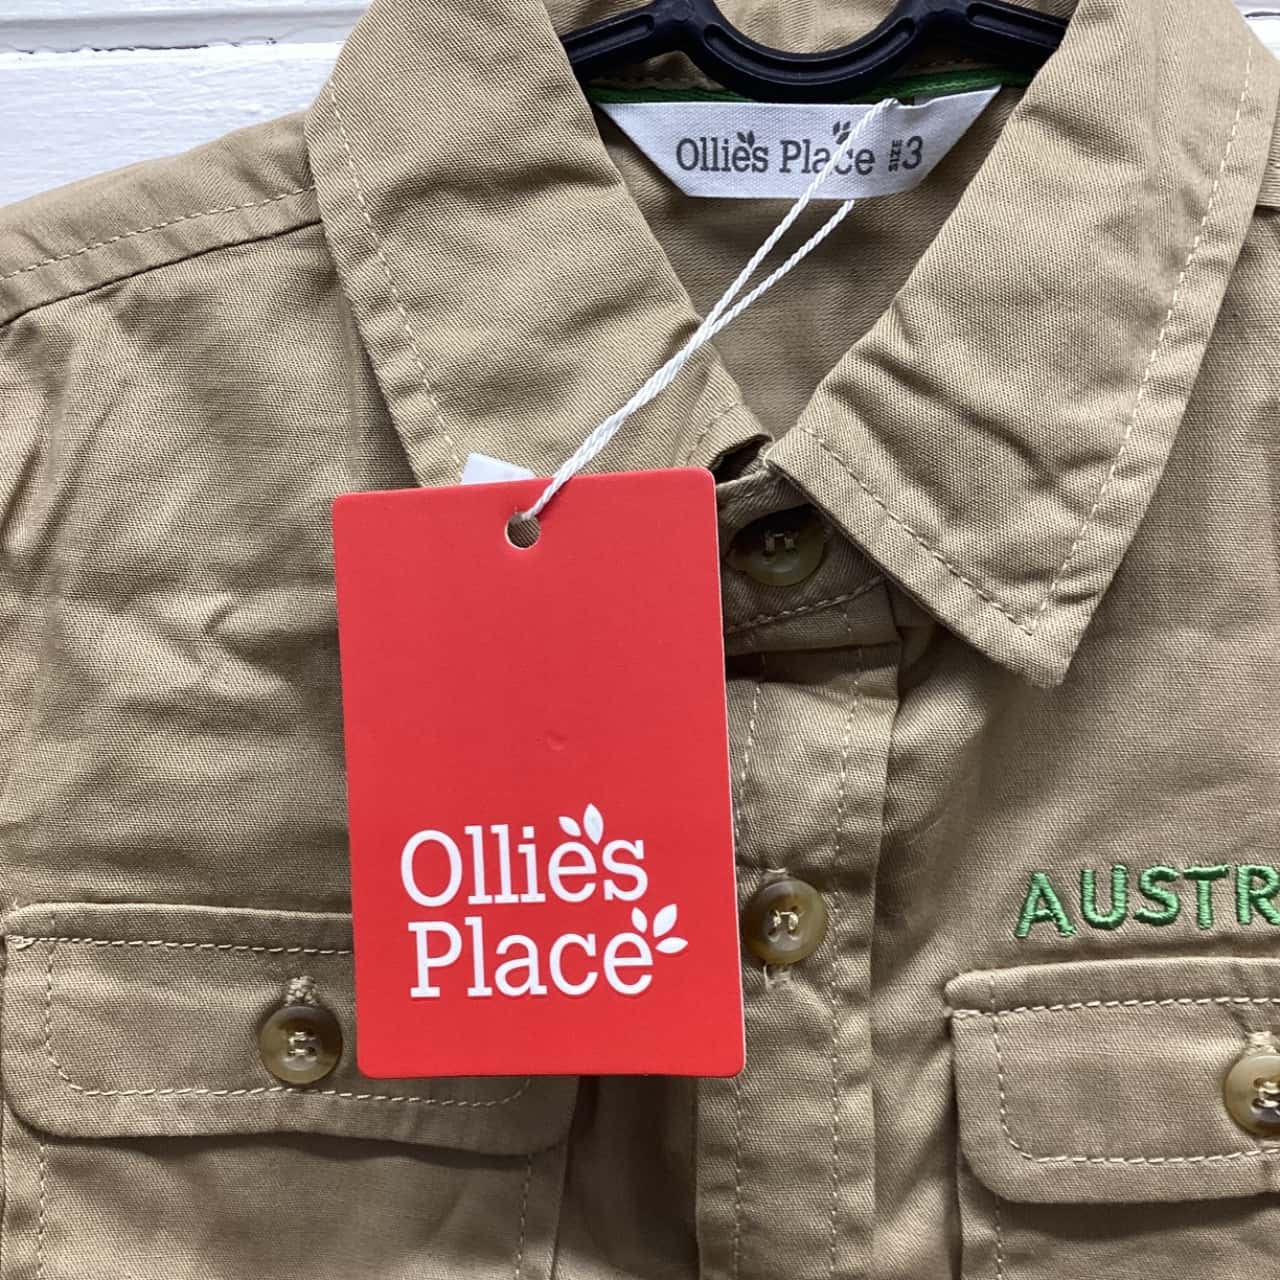 Ollie's Place SIZE 3
Ollie's
Place
AUSTR